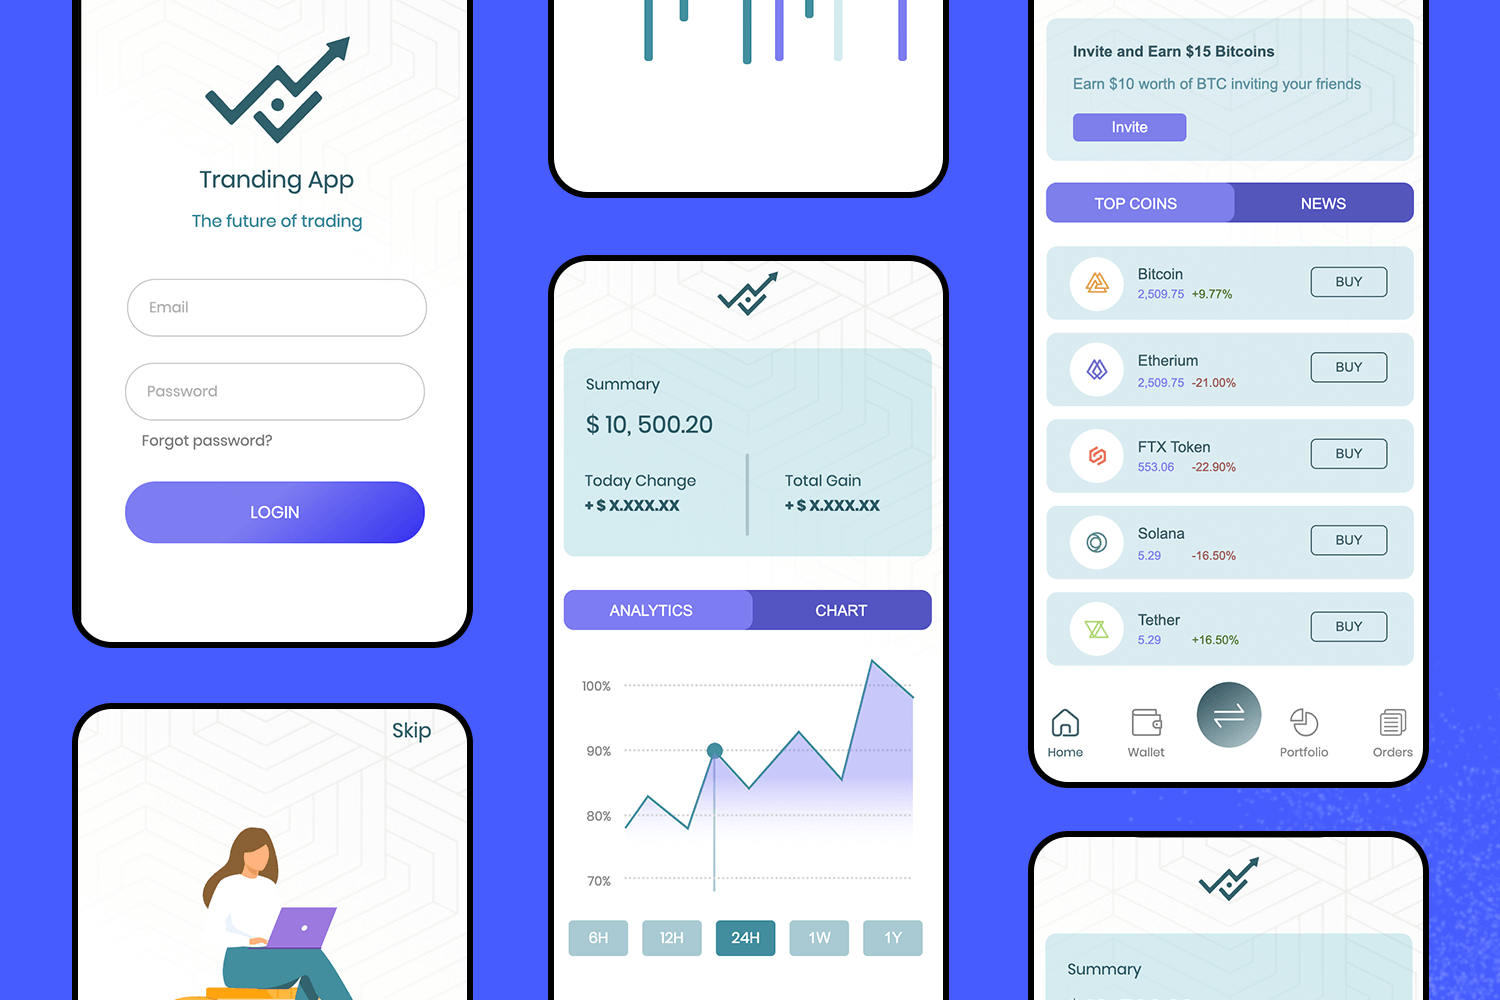 Tranding App
The future of trading
Email
Password
Forgot password?
LOGIN
Skip
Summary
$ 10, 500.20
Today Change
+ $ X.XXX.XX
Total Gain
+ $ X.XXX.XX
ANALYTICS
CHART
100%
90%
80%
70%
6H
12H
24H
1W
1Y
Invite and Earn $15 Bitcoins
Earn $10 worth of BTC inviting your friends
Invite
TOP COINS
NEWS
Bitcoin
2,509.75 +9.77%
BUY
Etherium
2,509.75 -21.00%
BUY
FTX Token
553.06 -22.90%
BUY
Solana
5.29 -16.50%
BUY
Tether
5.29 +16.50%
BUY
Home
Wallet
Portfolio
Orders
Summary